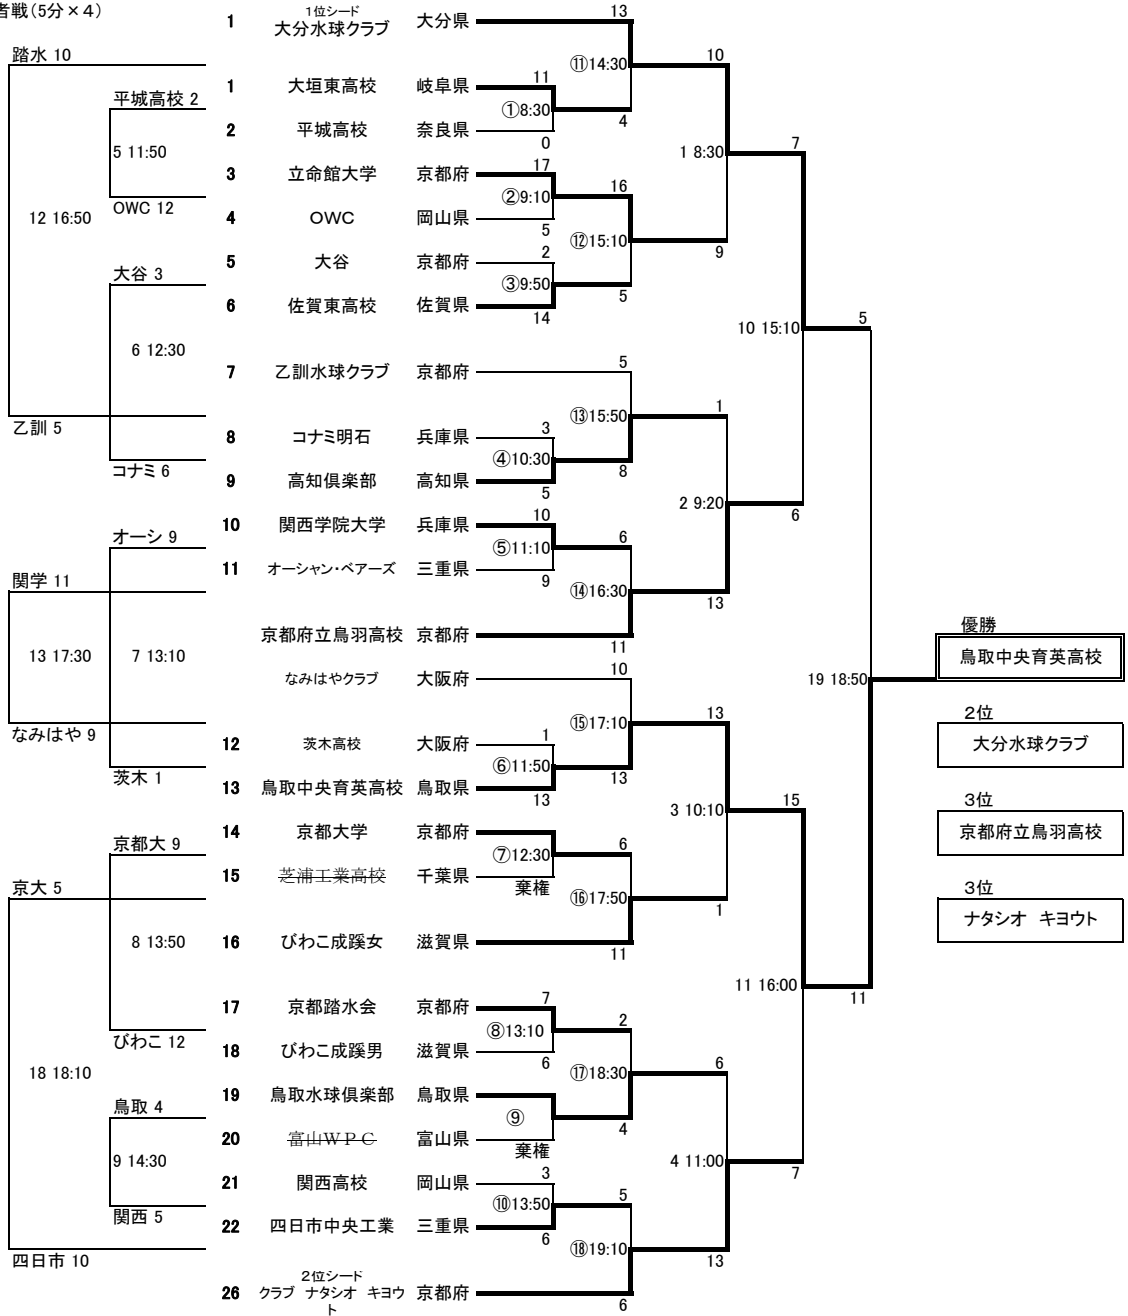 者戦(5分×4)
1 1位シード 大分水球クラブ 大分県 13
踏水 10
⑪14:30 10
1 大垣東高校 岐阜県 11
平城高校 2
①8:30
2 平城高校 奈良県 0 4
5 11:50
1 8:30 7
3 立命館大学 京都府 17
②9:10 16
OWC 12
12 16:50
4 OWC 岡山県 5
⑫15:10 9
5 大谷 京都府 2
大谷 3
③9:50
6 佐賀東高校 佐賀県 14 5
10 15:10 5
6 12:30
7 乙訓水球クラブ 京都府 5
⑬15:50 1
乙訓 5
8 コナミ明石 兵庫県 3
④10:30
コナミ 6
9 高知倶楽部 高知県 5 8
2 9:20 6
10 関西学院大学 兵庫県 10
オーシ 9
⑤11:10 6
11 オーシャン・ベアーズ 三重県 9
関学 11
⑭16:30 13
京都府立鳥羽高校 京都府 11
優勝
鳥取中央育英高校
13 17:30
7 13:10
なみはやクラブ 大阪府 10
19 18:50
2位
大分水球クラブ
⑮17:10 13
なみはや 9
12 茨木高校 大阪府 1
⑥11:50
茨木 1
13 鳥取中央育英高校 鳥取県 13 13
3 10:10 15
3位
京都府立鳥羽高校
14 京都大学 京都府
京都大 9
⑦12:30 6
15 芝浦工業高校 千葉県 棄権
京大 5
⑯17:50 1
3位
ナタシオ キヨウト
8 13:50
16 びわこ成蹊女 滋賀県 11
11 16:00 11
17 京都踏水会 京都府 7
⑧13:10 2
びわこ 12
18 びわこ成蹊男 滋賀県 6
18 18:10
⑰18:30 6
19 鳥取水球倶楽部 鳥取県
鳥取 4
⑨ 4
20 富山WPC 富山県 棄権
9 14:30
4 11:00 7
21 関西高校 岡山県 3
⑩13:50 5
関西 5
22 四日市中央工業 三重県 6
⑱19:10 13
四日市 10
26 2位シード
クラブ ナタシオ キヨウ
ト
京都府 6